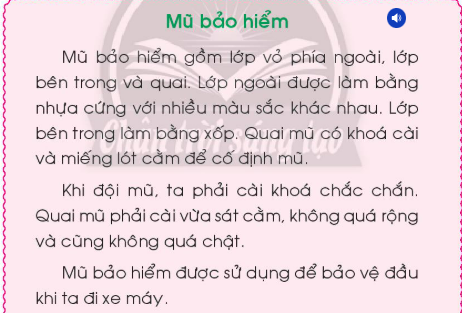 Mũ bảo hiểm
Mũ bảo hiểm gồm lớp vỏ phía ngoài, lớp
bên trong và quai. Lớp ngoài được làm bằng
nhựa cứng với nhiều màu sắc khác nhau. Lớp
bên trong làm bằng xốp. Quai mũ có khoá cài
và miếng lót cằm để cố định mũ.
Khi đội mũ, ta phải cài khoá chắc chắn.
Quai mũ phải cài vừa sát cằm, không quá rộng
và cũng không quá chật.
Mũ bảo hiểm được sử dụng để bảo vệ đầu
khi ta đi xe máy.
Chân trời sáng tạo